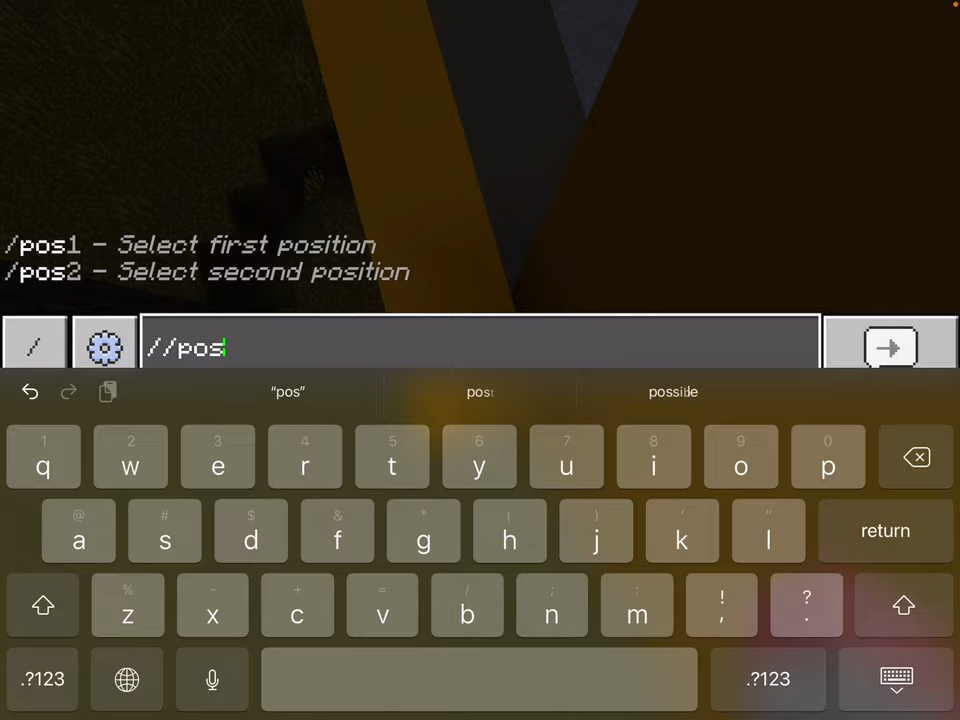 /pos1 - Select first position
/pos2 - Select second position
/
//pos
“pos” post possible
1 2 3 4 5 6 7 8 9 0
q w e r t y u i o p
@ # $ & * ( ) ' "
a s d f g h j k l return
% - + = / ; : ! ?
z x c v b n m , .
.?123 .?123